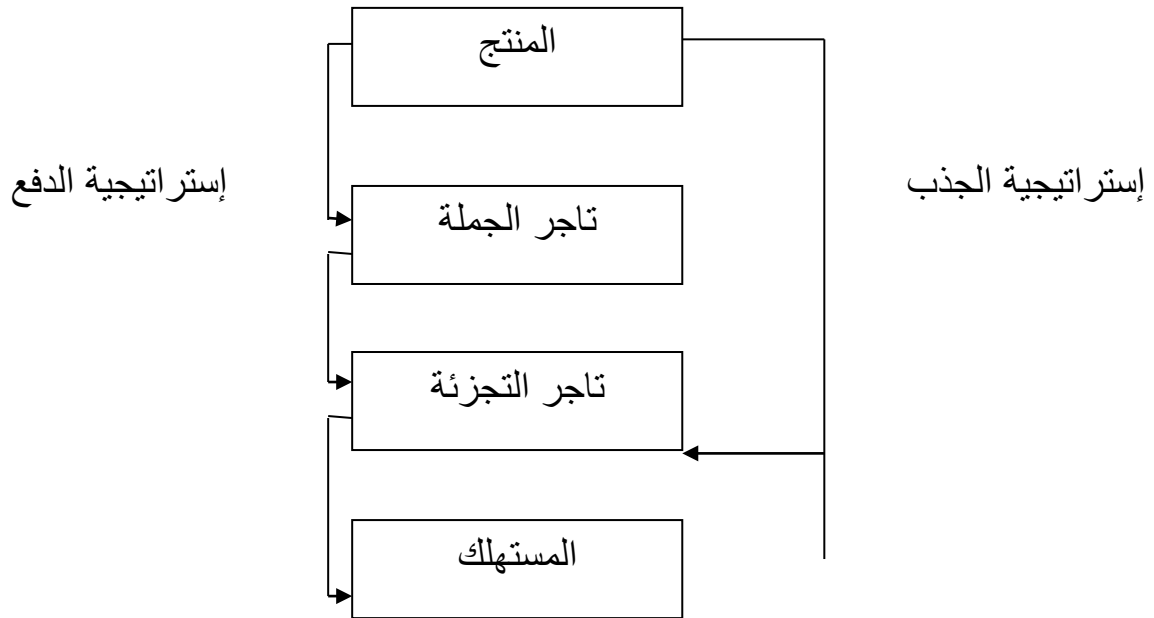 المنتج
إستراتيجية الجذب
إستراتيجية الدفع
تاجر الجملة
تاجر التجزئة
المستهلك